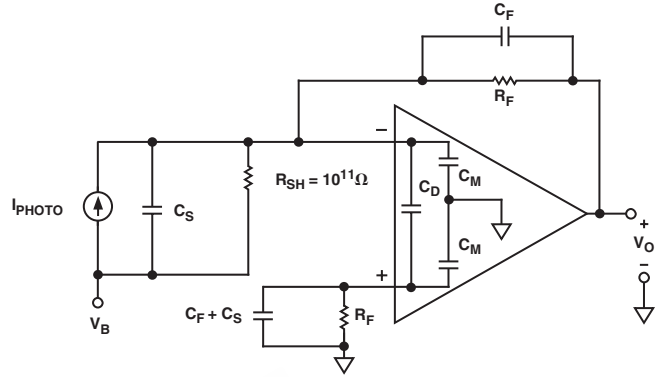 C_F
R_F
−
R_SH = 10^11Ω
C_M
I_PHOTO
C_S
C_D
+
V_O
−
C_M
+
V_B
C_F + C_S
R_F